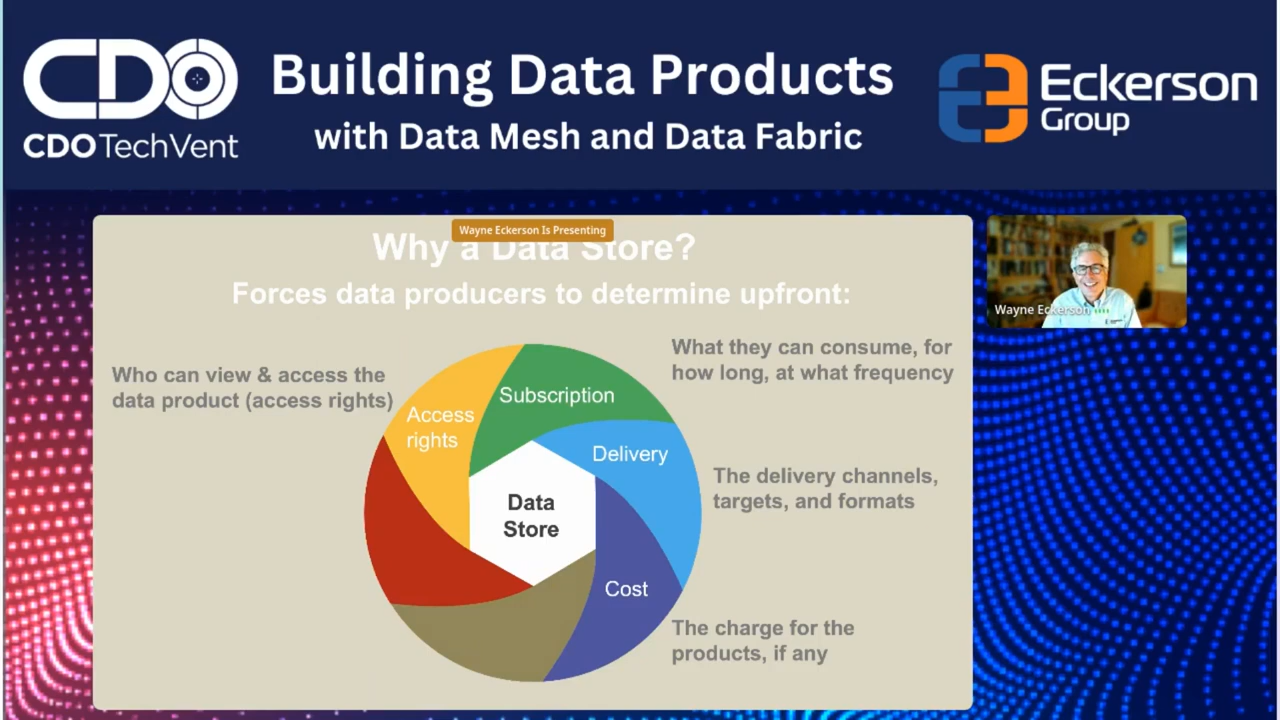 CDO
CDO TechVent
Building Data Products
with Data Mesh and Data Fabric
Eckerson
Group
Wayne Eckerson Is Presenting
Why a Data Store?
Forces data producers to determine upfront:
Who can view & access the
data product (access rights)
What they can consume, for
how long, at what frequency
Access
rights
Subscription
Delivery
The delivery channels,
targets, and formats
Data
Store
Cost
The charge for the
products, if any
Wayne Eckerson